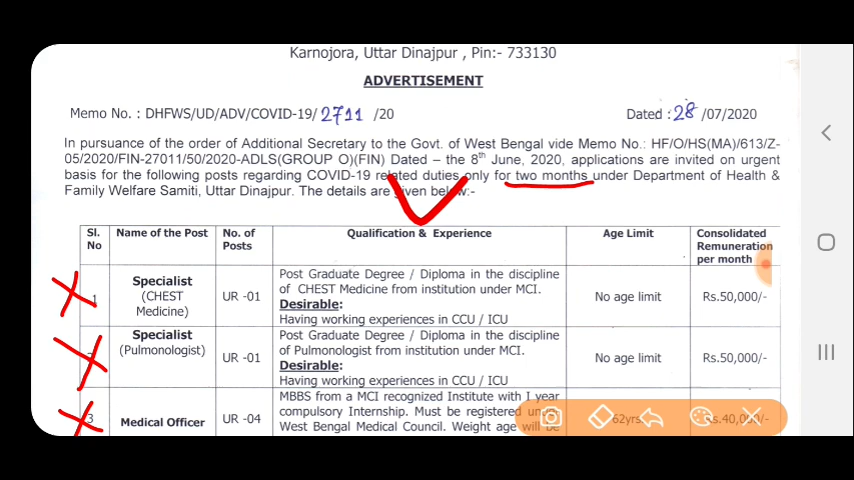 Karnojora, Uttar Dinajpur , Pin:- 733130
ADVERTISEMENT
Memo No. : DHFWS/UD/ADV/COVID-19/ 2711 /20 Dated : 28 /07/2020
In pursuance of the order of Additional Secretary to the Govt. of West Bengal vide Memo No.: HF/O/HS(MA)/613/Z-
05/2020/FIN-27011/50/2020-ADLS(GROUP O)(FIN) Dated – the 8th June, 2020, applications are invited on urgent
basis for the following posts regarding COVID-19 related duties only for two months under Department of Health &
Family Welfare Samiti, Uttar Dinajpur. The details are given below:-
Sl. No Name of the Post No. of Posts Qualification & Experience Age Limit Consolidated Remuneration per month
1 Specialist (CHEST Medicine) UR -01 Post Graduate Degree / Diploma in the discipline
of CHEST Medicine from institution under MCI.
Desirable:
Having working experiences in CCU / ICU
No age limit Rs.50,000/-
Specialist (Pulmonologist) UR -01 Post Graduate Degree / Diploma in the discipline
of Pulmonologist from institution under MCI.
Desirable:
Having working experiences in CCU / ICU
No age limit Rs.50,000/-
3 Medical Officer UR -04 MBBS from a MCI recognized Institute with I year
compulsory Internship. Must be registered under
West Bengal Medical Council. Weight age will be
62yrs. Rs.40,000/-